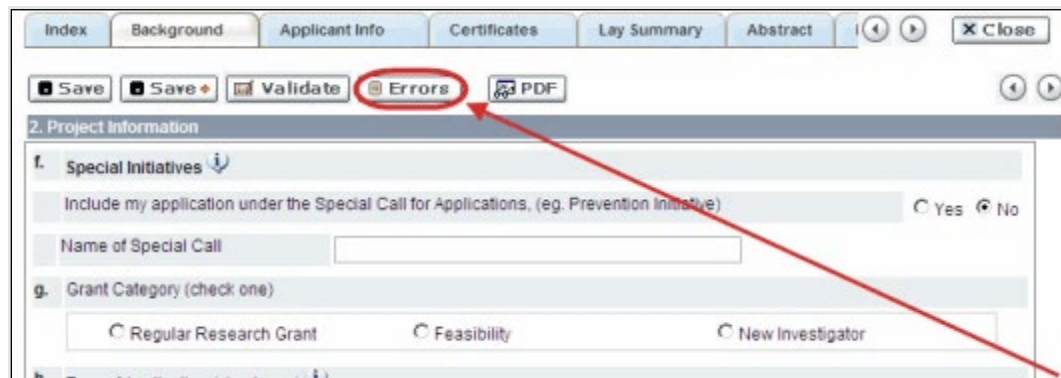 Index Background Applicant Info Certificates Lay Summary Abstract Close
Save Save Validate Errors PDF
2. Project Information
f. Special Initiatives
Include my application under the Special Call for Applications, (eg. Prevention Initiative) Yes No
Name of Special Call
g. Grant Category (check one)
Regular Research Grant Feasibility New Investigator